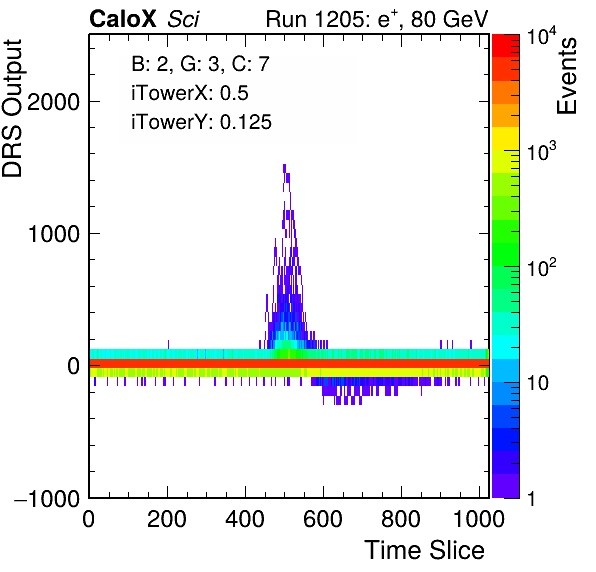 CaloX Sci Run 1205: e+, 80 GeV
B: 2, G: 3, C: 7
iTowerX: 0.5
iTowerY: 0.125
DRS Output
2000
1000
0
−1000
0 200 400 600 800 1000
Time Slice
Events
10^4
10^3
10^2
10
1